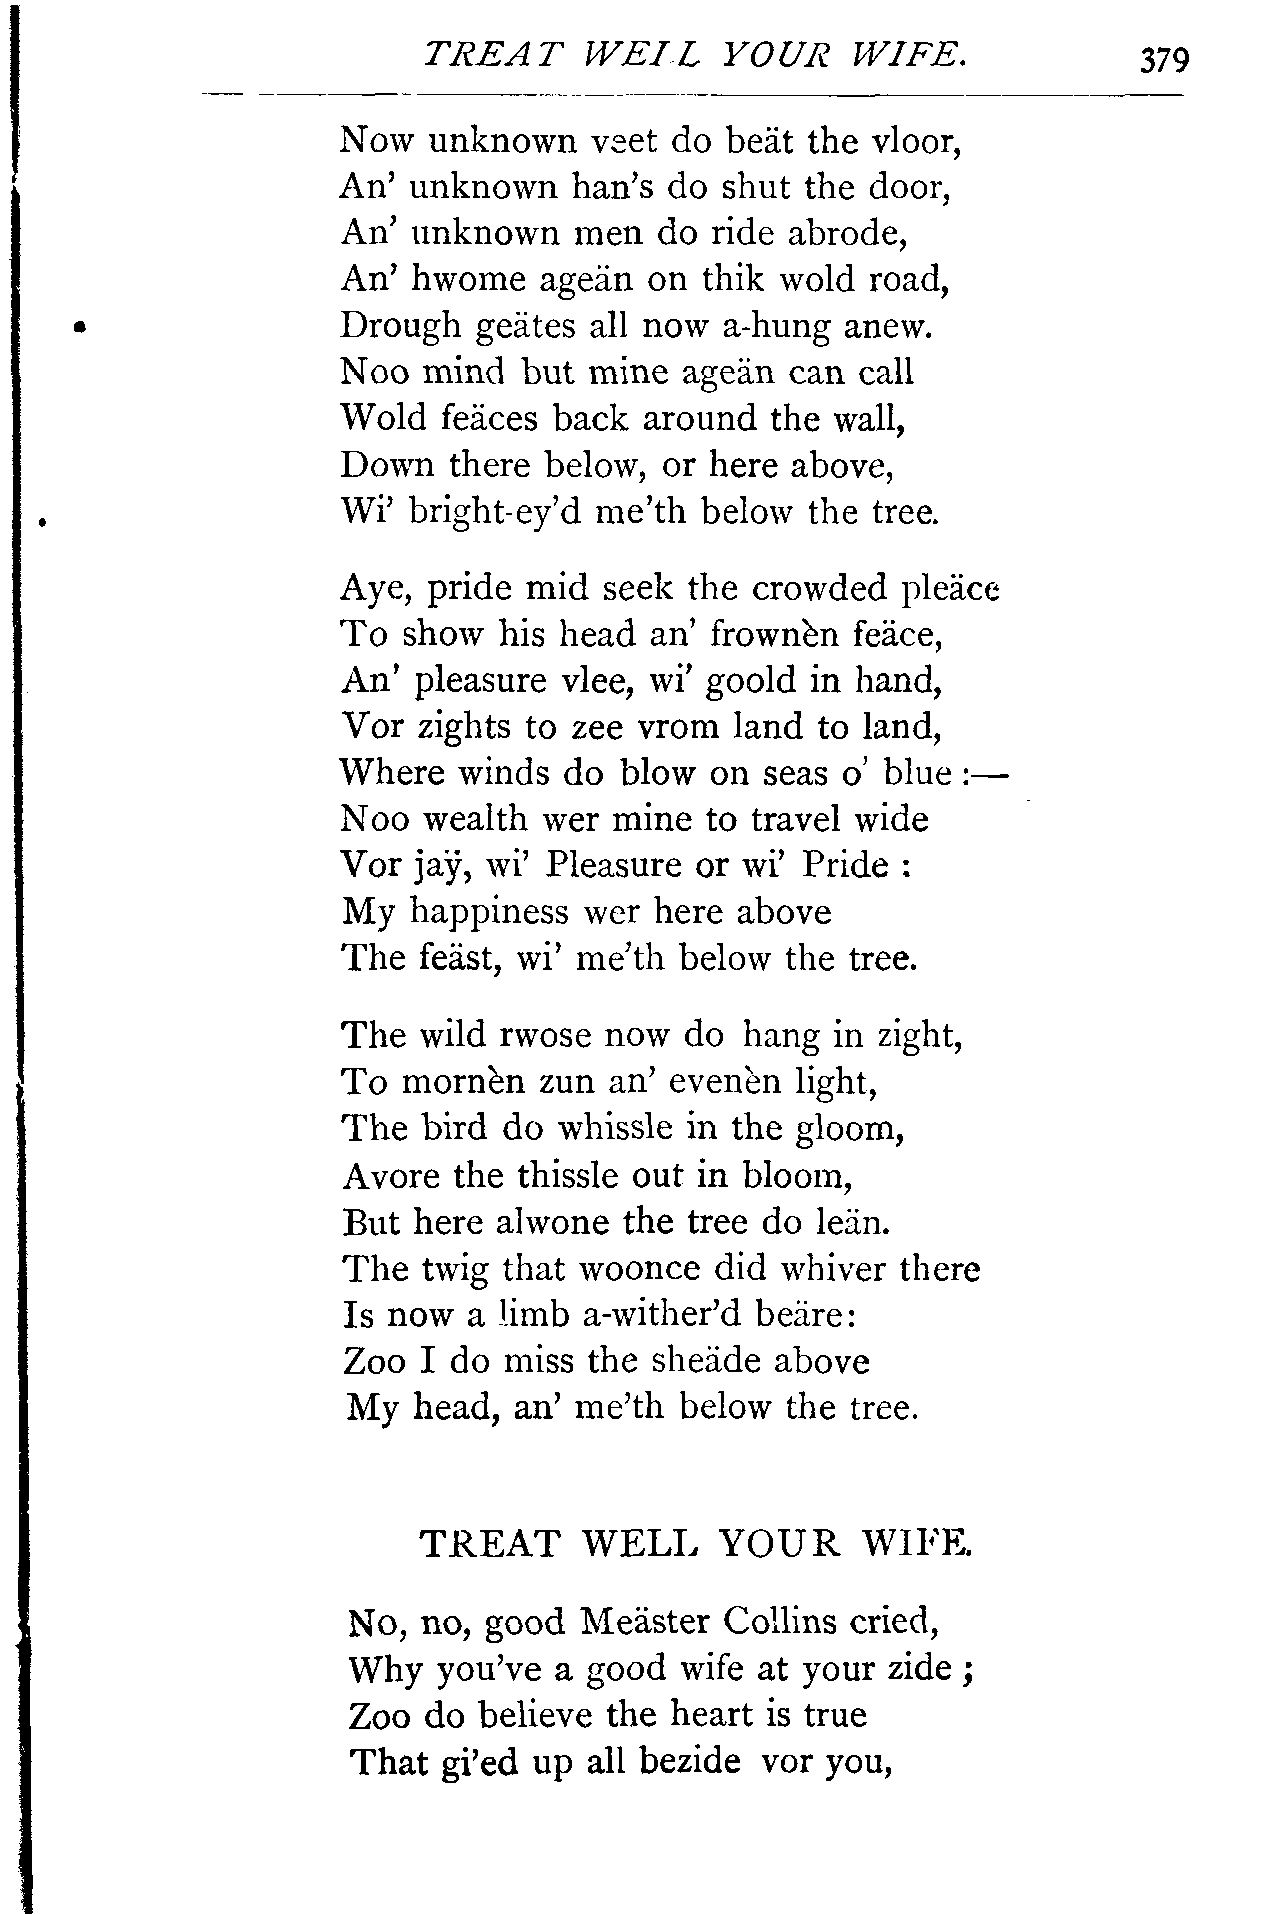 TREAT WELL YOUR WIFE. 379
Now unknown veet do beät the vloor,
An' unknown han's do shut the door,
An' unknown men do ride abrode,
An' hwome ageän on thik wold road,
Drough geätes all now a-hung anew.
Noo mind but mine ageän can call
Wold feäces back around the wall,
Down there below, or here above,
Wi' bright-ey'd me'th below the tree.
Aye, pride mid seek the crowded pleäce
To show his head an' frownèn feäce,
An' pleasure vlee, wi' goold in hand,
Vor zights to zee vrom land to land,
Where winds do blow on seas o' blue :—
Noo wealth wer mine to travel wide
Vor jaÿ, wi' Pleasure or wi' Pride :
My happiness wer here above
The feäst, wi' me'th below the tree.
The wild rwose now do hang in zight,
To mornèn zun an' evenèn light,
The bird do whissle in the gloom,
Avore the thissle out in bloom,
But here alwone the tree do leän.
The twig that woonce did whiver there
Is now a limb a-wither'd beäre:
Zoo I do miss the sheäde above
My head, an' me'th below the tree.
TREAT WELL YOUR WIFE.
No, no, good Meäster Collins cried,
Why you've a good wife at your zide ;
Zoo do believe the heart is true
That gi'ed up all bezide vor you,